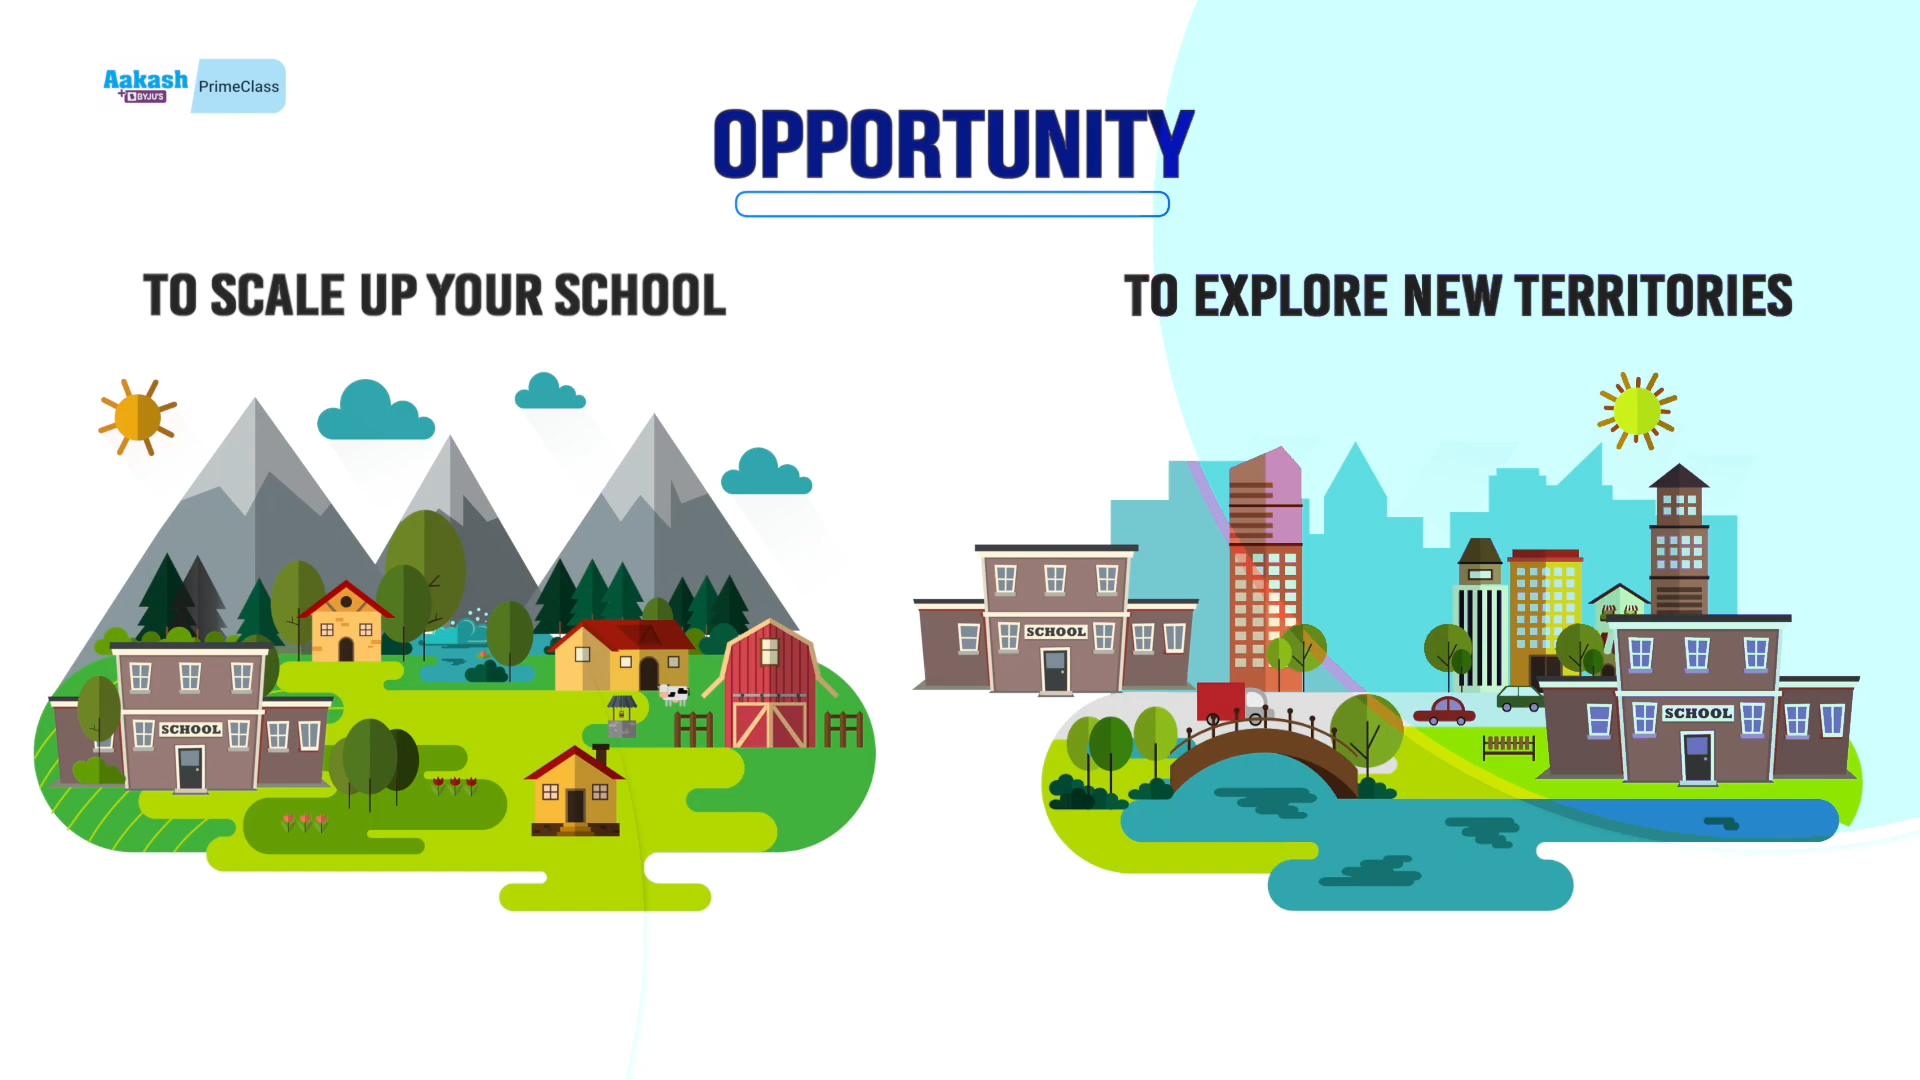 Aakash
+ BYJU'S
PrimeClass
OPPORTUNITY
TO SCALE UP YOUR SCHOOL
TO EXPLORE NEW TERRITORIES
SCHOOL
SCHOOL
SCHOOL